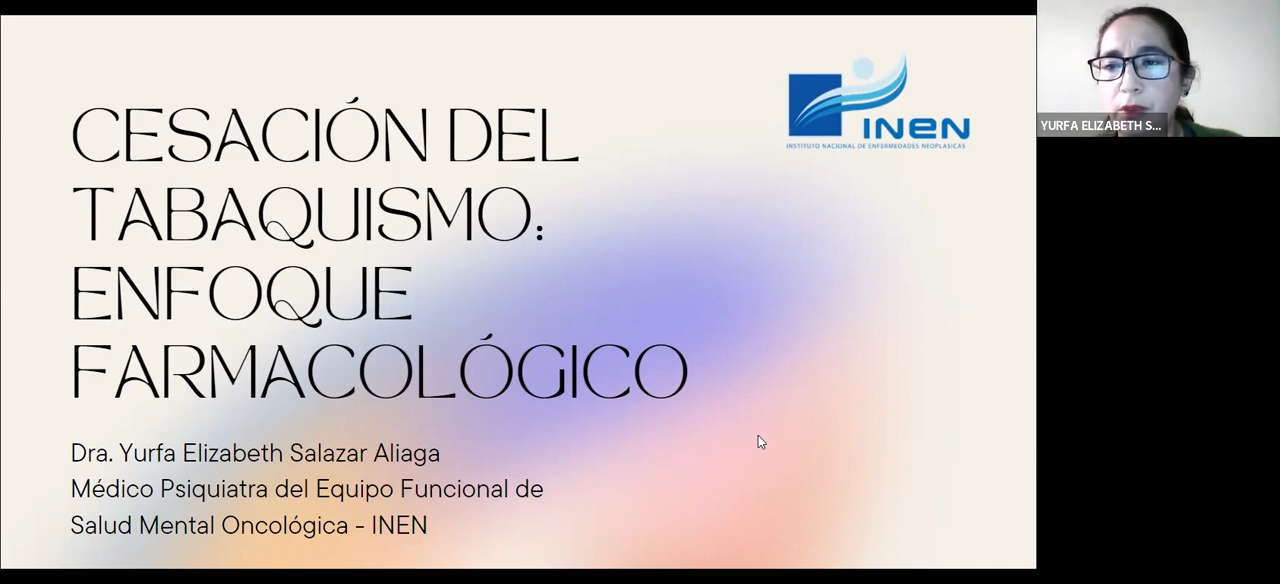 CESACIÓN DEL
TABAQUISMO:
ENFOQUE
FARMACOLÓGICO
Dra. Yurfa Elizabeth Salazar Aliaga
Médico Psiquiatra del Equipo Funcional de
Salud Mental Oncológica - INEN
INEN
INSTITUTO NACIONAL DE ENFERMEDADES NEOPLASICAS
YURFA ELIZABETH S...